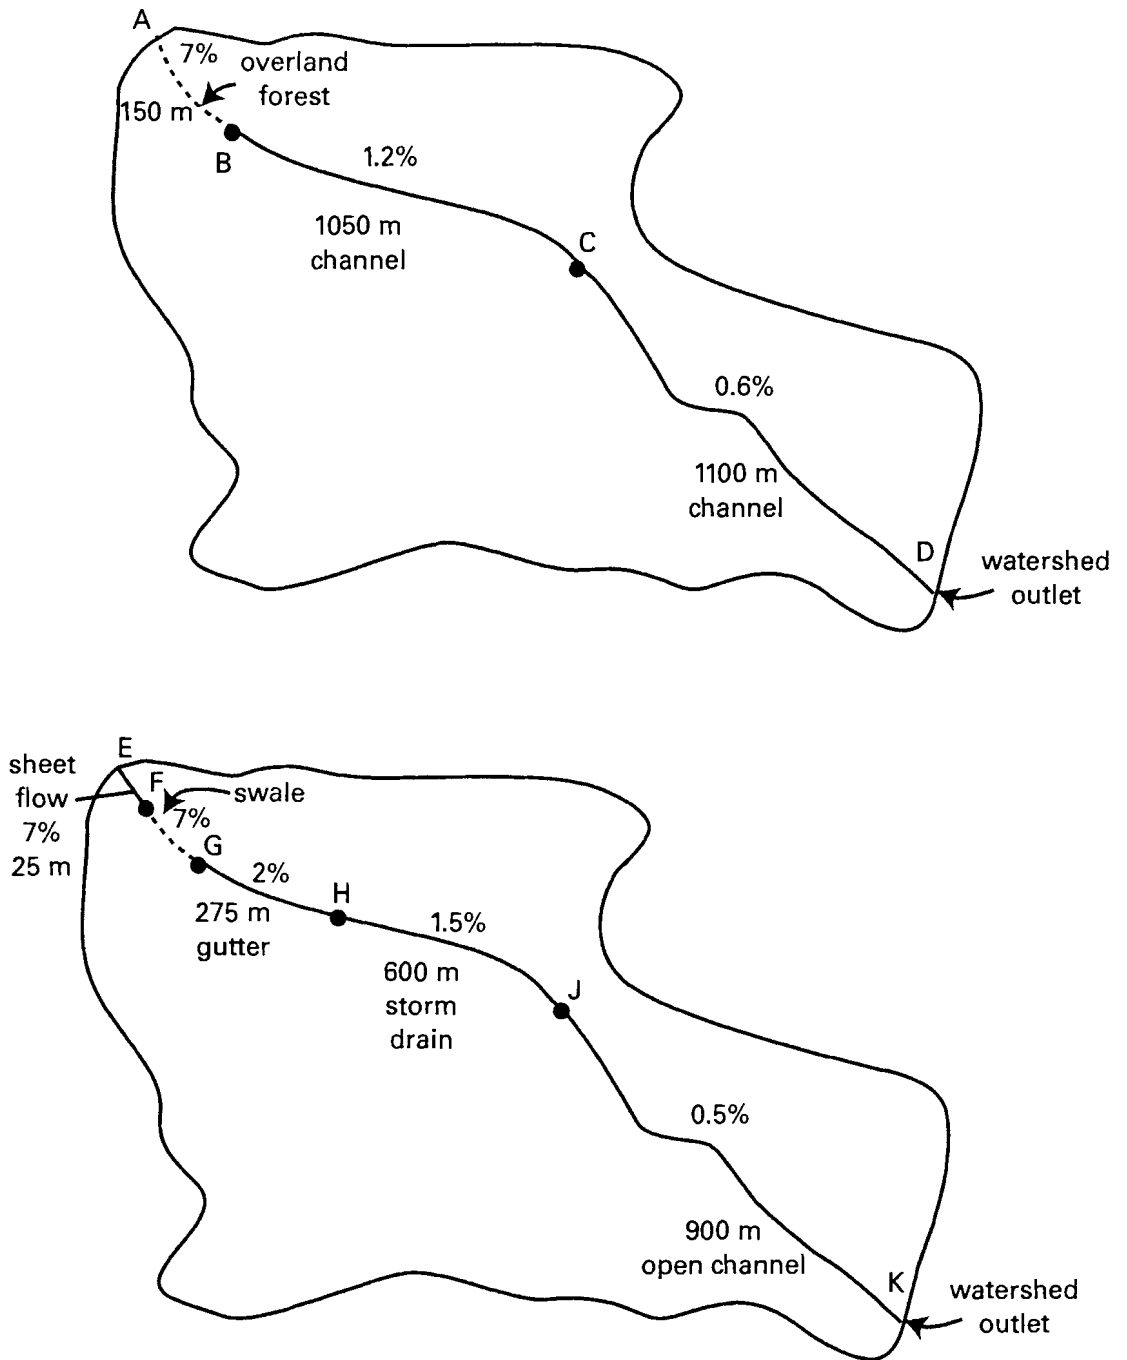 A
7%
overland
forest
150 m
B
1.2%
1050 m
channel
C
0.6%
1100 m
channel
D
watershed
outlet
E
sheet
flow
7%
25 m
F
swale
7%
G
2%
275 m
gutter
H
1.5%
600 m
storm
drain
J
0.5%
900 m
open channel
K
watershed
outlet